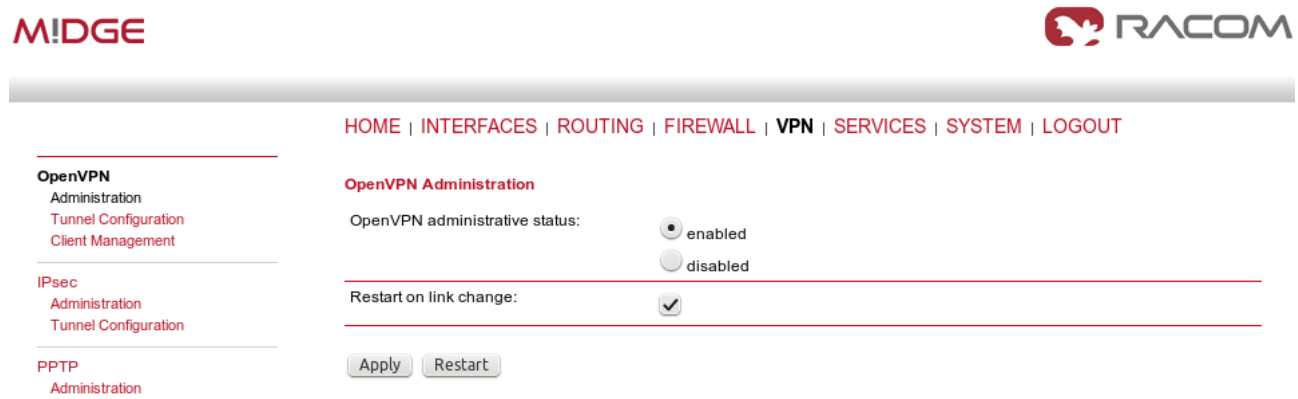 M!DGE
RACOM
HOME | INTERFACES | ROUTING | FIREWALL | VPN | SERVICES | SYSTEM | LOGOUT
OpenVPN
Administration
Tunnel Configuration
Client Management
IPsec
Administration
Tunnel Configuration
PPTP
Administration
OpenVPN Administration
OpenVPN administrative status:
enabled
disabled
Restart on link change:
Apply Restart